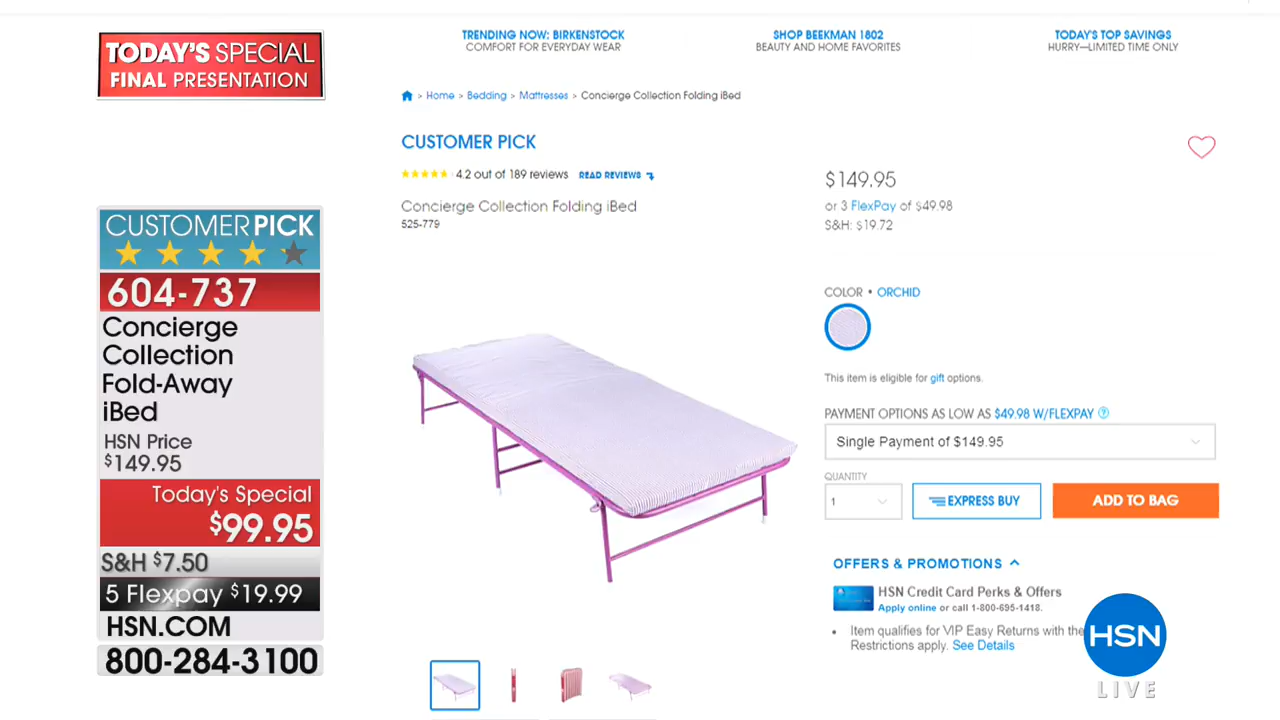 TODAY'S SPECIAL
FINAL PRESENTATION
TRENDING NOW: BIRKENSTOCK
COMFORT FOR EVERYDAY WEAR
SHOP BEEKMAN 1802
BEAUTY AND HOME FAVORITES
TODAY'S TOP SAVINGS
HURRY—LIMITED TIME ONLY
> Home > Bedding > Mattresses > Concierge Collection Folding iBed
CUSTOMER PICK
4.2 out of 189 reviews READ REVIEWS
Concierge Collection Folding iBed
525-779
$149.95
or 3 FlexPay of $49.98
S&H: $19.72
COLOR • ORCHID
This item is eligible for gift options.
PAYMENT OPTIONS AS LOW AS $49.98 W/FLEXPAY ?
Single Payment of $149.95
QUANTITY
1
EXPRESS BUY
ADD TO BAG
OFFERS & PROMOTIONS
HSN Credit Card Perks & Offers
Apply online or call 1-800-695-1418.
• Item qualifies for VIP Easy Returns with the
Restrictions apply. See Details
CUSTOMER PICK
604-737
Concierge
Collection
Fold-Away
iBed
HSN Price
$149.95
Today's Special
$99.95
S&H $7.50
5 Flexpay $19.99
HSN.COM
800-284-3100
HSN
LIVE